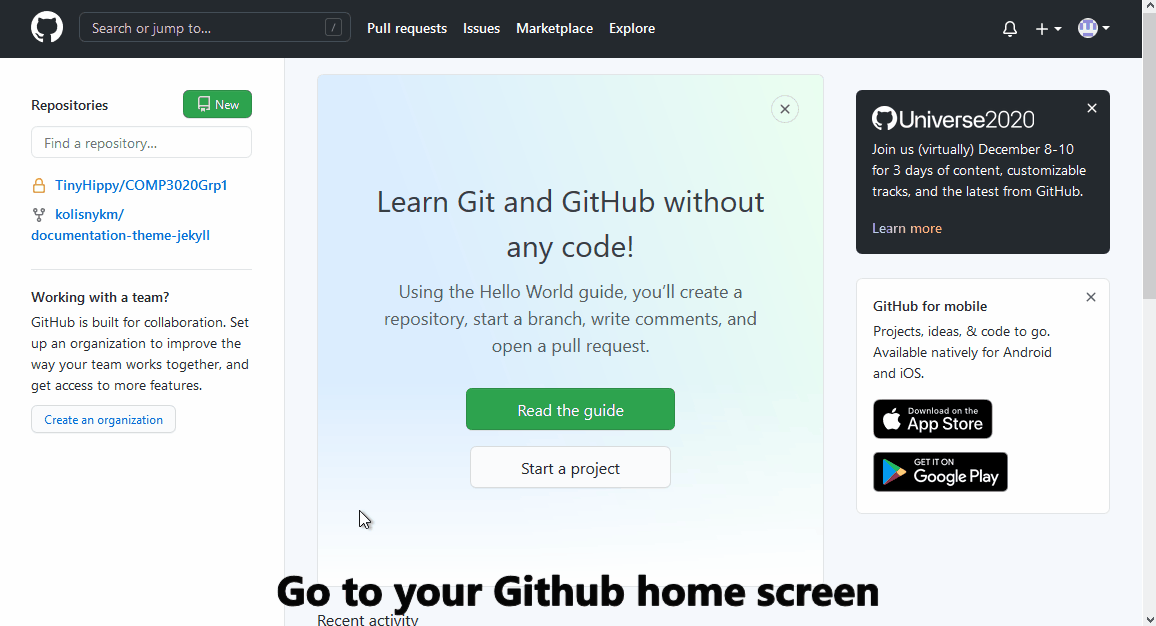 Search or jump to... /
Pull requests
Issues
Marketplace
Explore
Repositories
New
Find a repository...
TinyHippy/COMP3020Grp1
kolisnykm/
documentation-theme-jekyll
Working with a team?
GitHub is built for collaboration. Set
up an organization to improve the
way your team works together, and
get access to more features.
Create an organization
Learn Git and GitHub without
any code!
Using the Hello World guide, you’ll create a
repository, start a branch, write comments, and
open a pull request.
Read the guide
Start a project
Go to your Github home screen
Recent activity
Universe2020
Join us (virtually) December 8-10
for 3 days of content, customizable
tracks, and the latest from GitHub.
Learn more
GitHub for mobile
Projects, ideas, & code to go.
Available natively for Android
and iOS.
Download on the
App Store
GET IT ON
Google Play